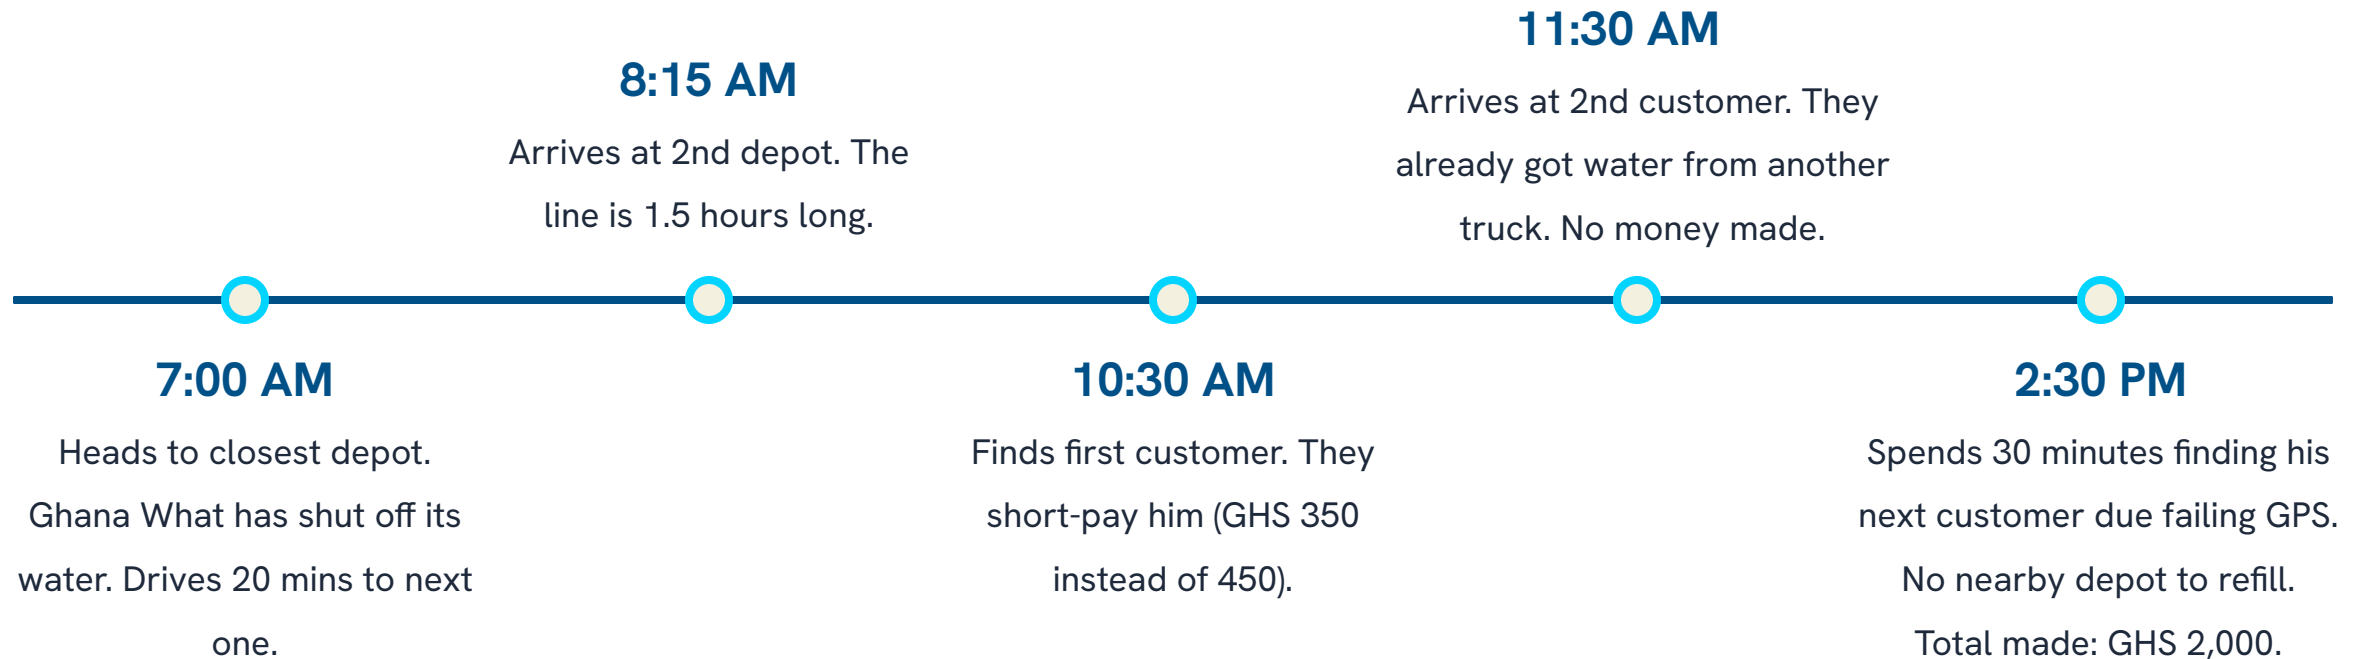 7:00 AM
Heads to closest depot.
Ghana What has shut off its
water. Drives 20 mins to next
one.
8:15 AM
Arrives at 2nd depot. The
line is 1.5 hours long.
10:30 AM
Finds first customer. They
short-pay him (GHS 350
instead of 450).
11:30 AM
Arrives at 2nd customer. They
already got water from another
truck. No money made.
2:30 PM
Spends 30 minutes finding his
next customer due failing GPS.
No nearby depot to refill.
Total made: GHS 2,000.